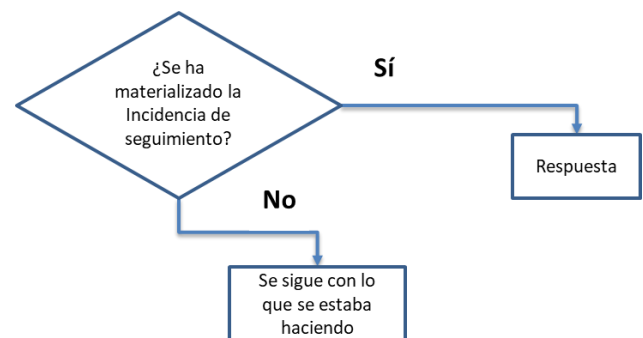 ¿Se ha
materializado la
Incidencia de
seguimiento?
Sí
Respuesta
No
Se sigue con lo
que se estaba
haciendo